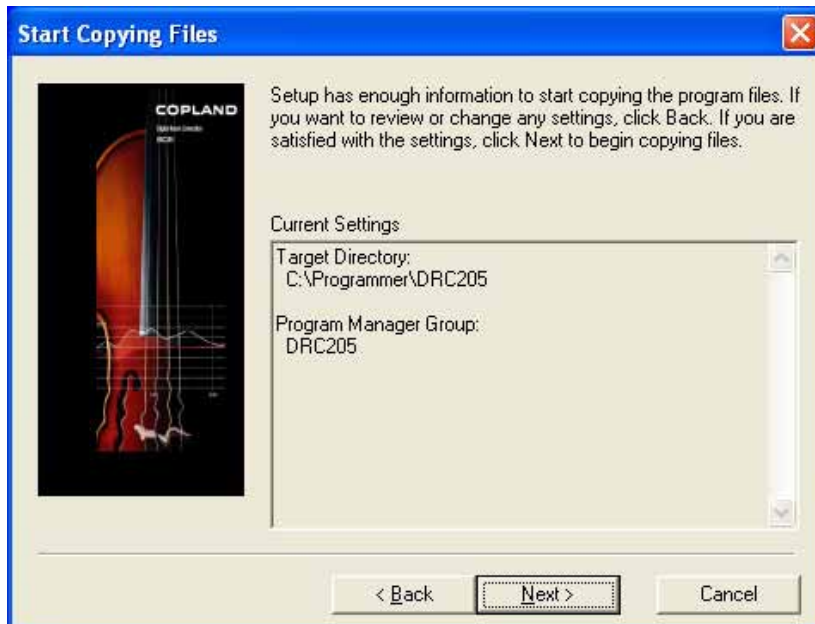 Start Copying Files
COPLAND
Setup has enough information to start copying the program files. If
you want to review or change any settings, click Back. If you are
satisfied with the settings, click Next to begin copying files.
Current Settings
Target Directory:
C:\Programmer\DRC205
Program Manager Group:
DRC205
< Back
Next >
Cancel